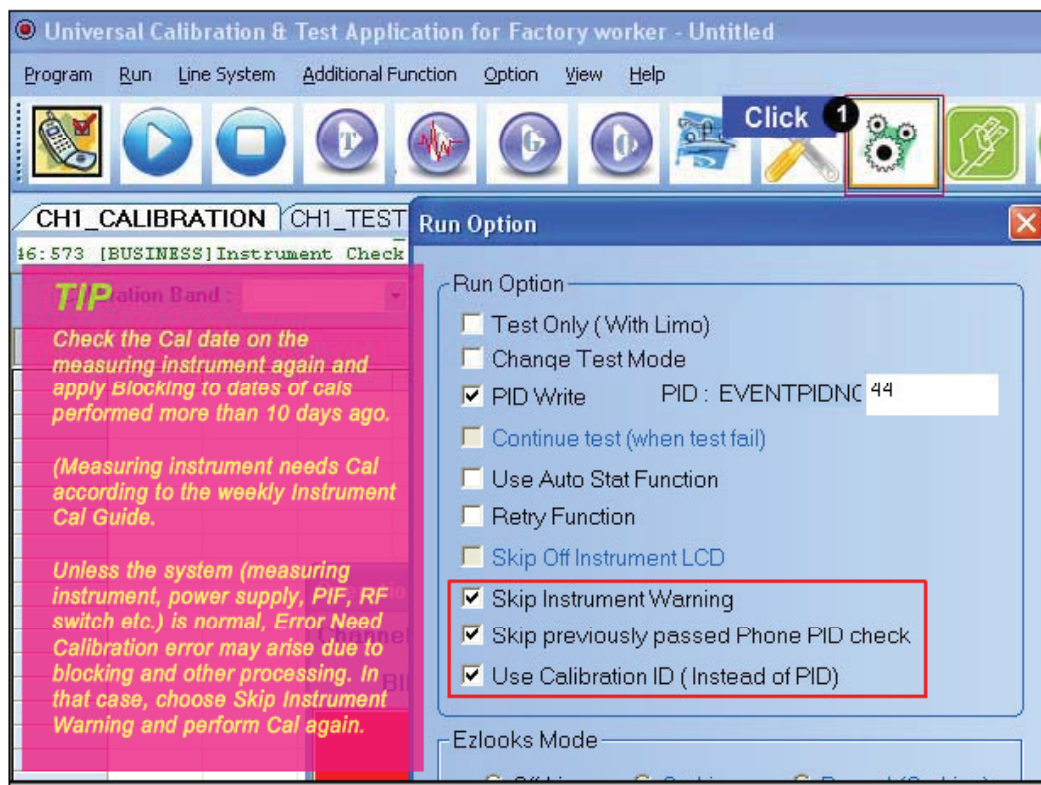 Universal Calibration & Test Application for Factory worker - Untitled
Program Run Line System Additional Function Option View Help
Click 1
CH1_CALIBRATION CH1_TEST
46:573 [BUSINESS]Instrument Check
Run Option
Run Option
Test Only (With Limo)
Change Test Mode
PID Write PID : EVENTPIDNO 44
Continue test (when test fail)
Use Auto Stat Function
Retry Function
Skip Off Instrument LCD
Skip Instrument Warning
Skip previously passed Phone PID check
Use Calibration ID (Instead of PID)
Ezlooks Mode
TIP
Band :
Check the Cal date on the
measuring instrument again and
apply Blocking to dates of cals
performed more than 10 days ago.
(Measuring instrument needs Cal
according to the weekly Instrument
Cal Guide.
Unless the system (measuring
instrument, power supply, PIF, RF
switch etc.) is normal, Error Need
Calibration error may arise due to
blocking and other processing. In
that case, choose Skip Instrument
Warning and perform Cal again.
Channel